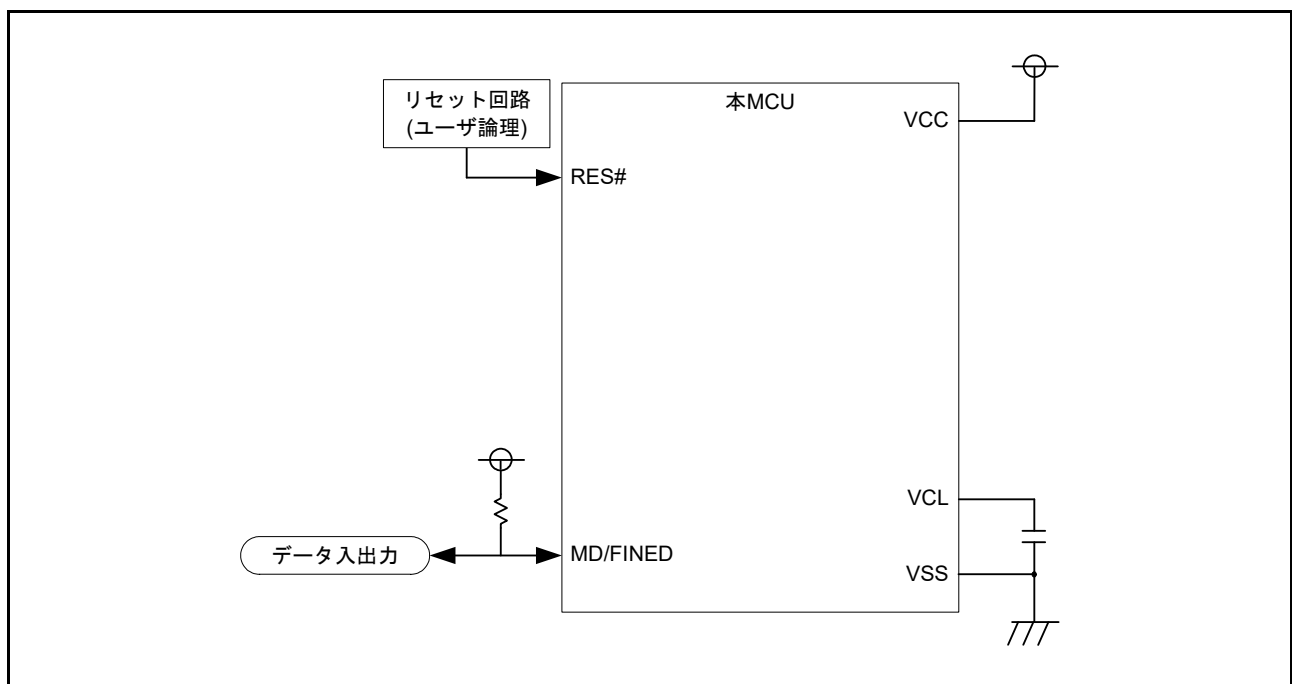 リセット回路
(ユーザ論理)
本MCU
VCC
RES#
VCL
データ入出力
MD/FINED
VSS